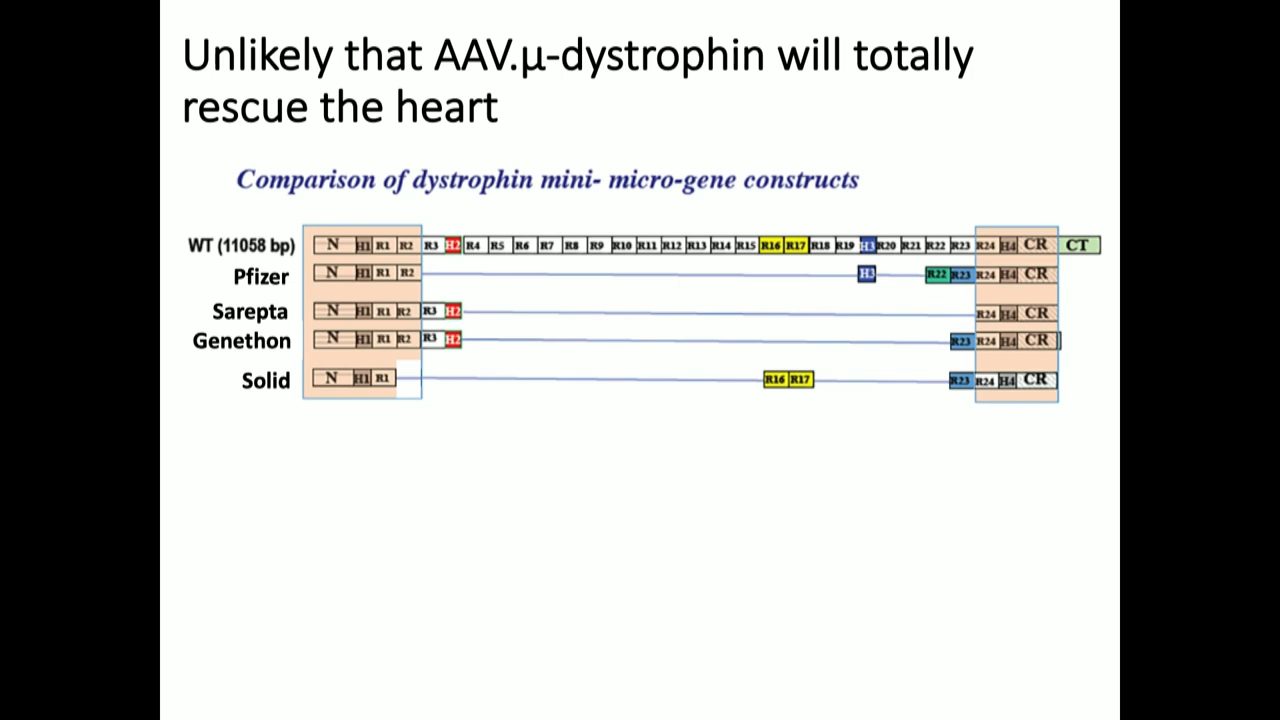 Unlikely that AAV.µ-dystrophin will totally
rescue the heart
Comparison of dystrophin mini- micro-gene constructs
WT (11058 bp) N H1 R1 R2 R3 H2 R4 R5 R6 R7 R8 R9 R10 R11 R12 R13 R14 R15 R16 R17 R18 R19 H3 R20 R21 R22 R23 R24 H4 CR CT
Pfizer N H1 R1 R2 H3 R22 R23 R24 H4 CR
Sarepta N H1 R1 R2 R3 H2 R24 H4 CR
Genethon N H1 R1 R2 R3 H2 R23 R24 H4 CR
Solid N H1 R1 R16 R17 R23 R24 H4 CR